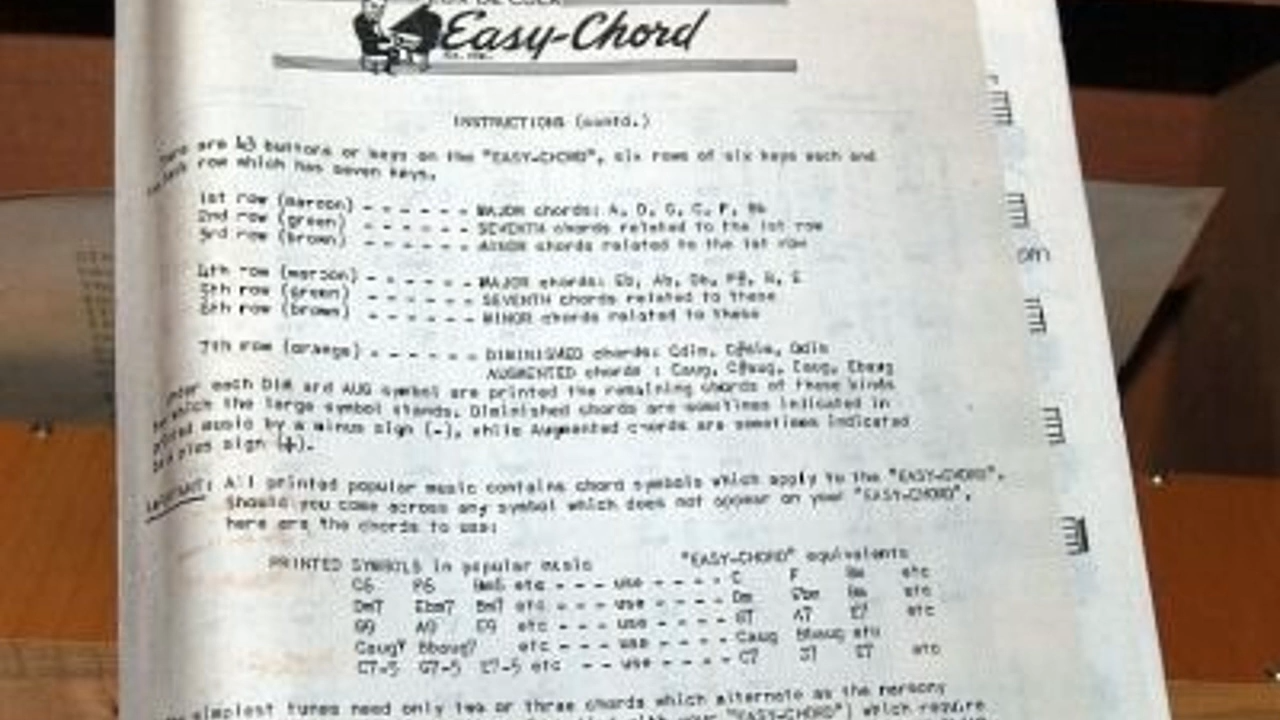 Easy-Chord
INSTRUCTIONS (contd.)
are 43 buttons or keys on the "EASY-CHORD", six rows of six keys each and
row which has seven keys.
1st row (maroon) - - - - - - MAJOR chords: A, D, G, C, F, Bb
2nd row (green) - - - - - - SEVENTH chords related to the 1st row
3rd row (brown) - - - - - - MINOR chords related to the 1st row
4th row (maroon) - - - - - - MAJOR chords: Eb, Ab, Db, F#, B, E
5th row (green) - - - - - - SEVENTH chords related to these
6th row (brown) - - - - - - MINOR chords related to these
7th row (orange) - - - - - - DIMINISHED chords: Cdim, C#dim, Ddim
AUGMENTED chords : Caug, C#aug, Daug, Ebaug
each DIM and AUG symbol are printed the remaining chords of these kinds
which the large symbol stands. Diminished chords are sometimes indicated in
music by a minus sign (-), while Augmented chords are sometimes indicated
plus sign (+).
IMPORTANT: All printed popular music contains chord symbols which apply to the "EASY-CHORD".
Should you come across any symbol which does not appear on your "EASY-CHORD",
here are the chords to use:
PRINTED SYMBOLS in popular music "EASY-CHORD" equivalents
C6 F6 etc - - - use - - - - C F etc
Dm7 Ebm7 Bm7 etc - - - use - - - - Dm Ebm Bm etc
G9 A9 E9 etc - - - use - - - - G7 A7 E7 etc
Caug7 Bbaug7 etc - - - use - - - - Caug Bbaug etc
C7-5 G7-5 E7-5 etc - - use - - - - C7 G7 E7 etc
simplest tunes need only two or three chords which alternate as the
your "EASY-CHORD") which require